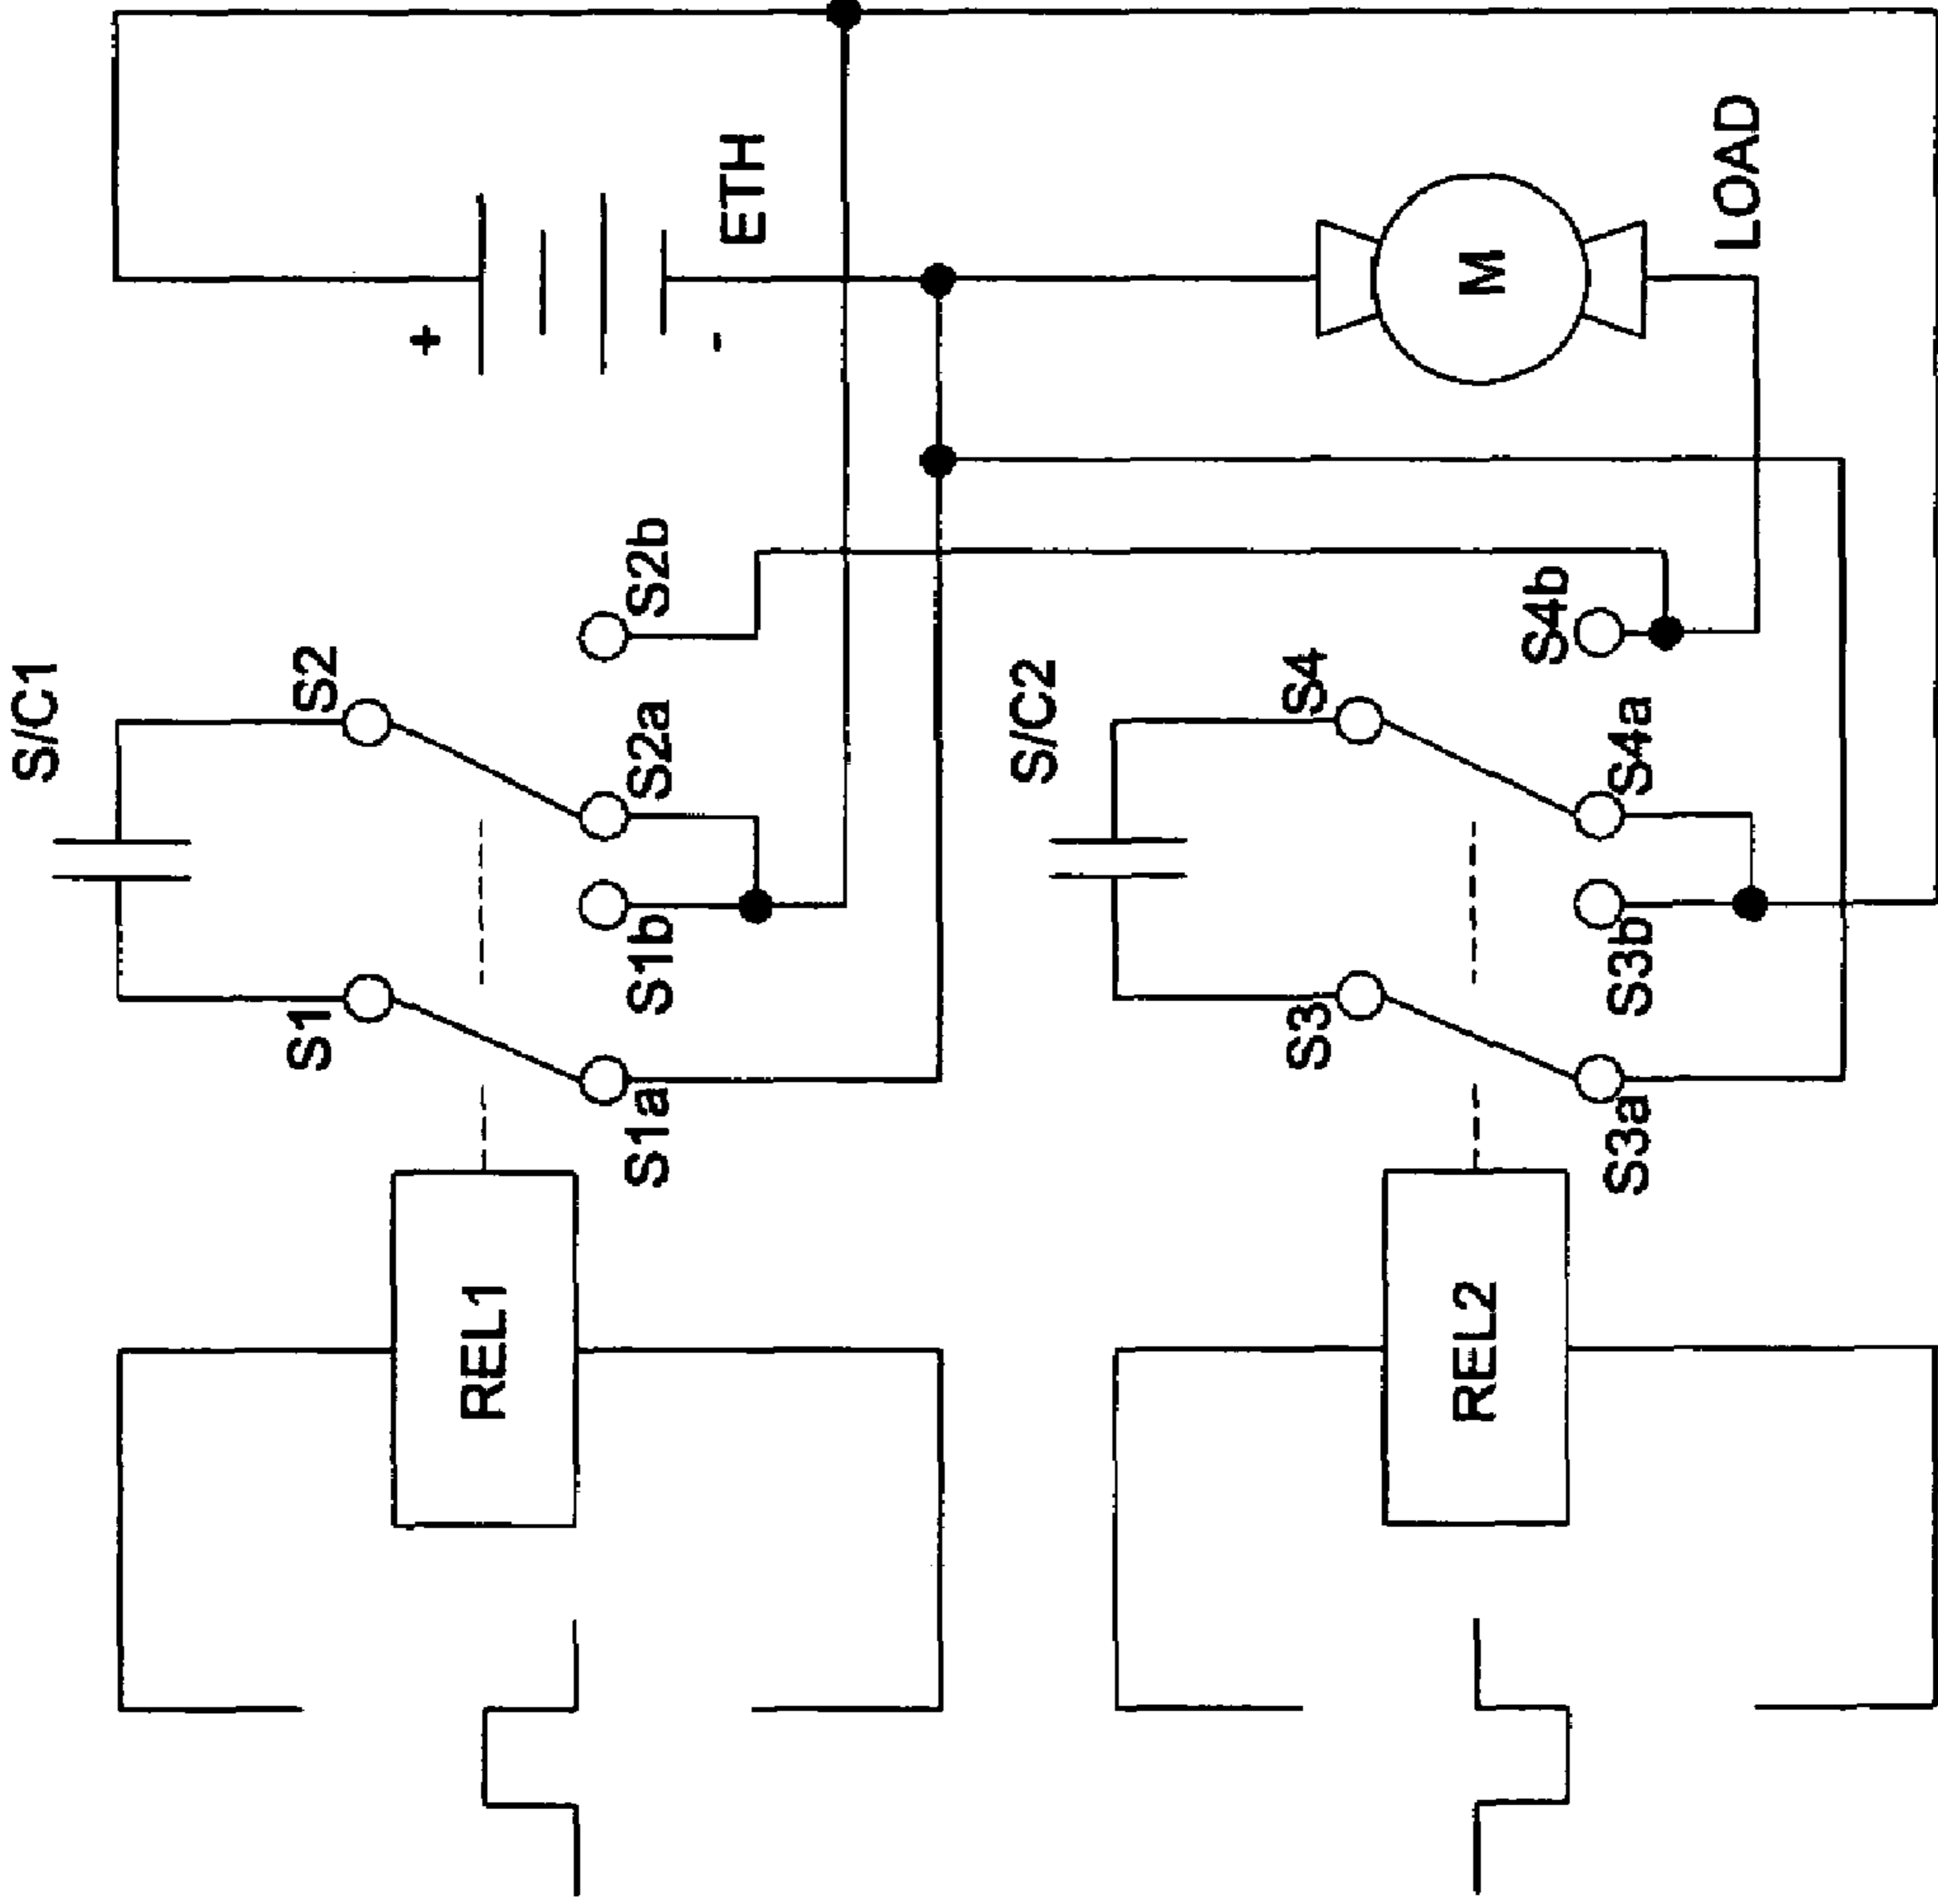 S/C1
S2
S1
S2b
S2a
S1b
S1a
+
-
ETH
REL1
S/C2
S4
S3
S4b
S4a
S3b
S3a
M
LOAD
REL2